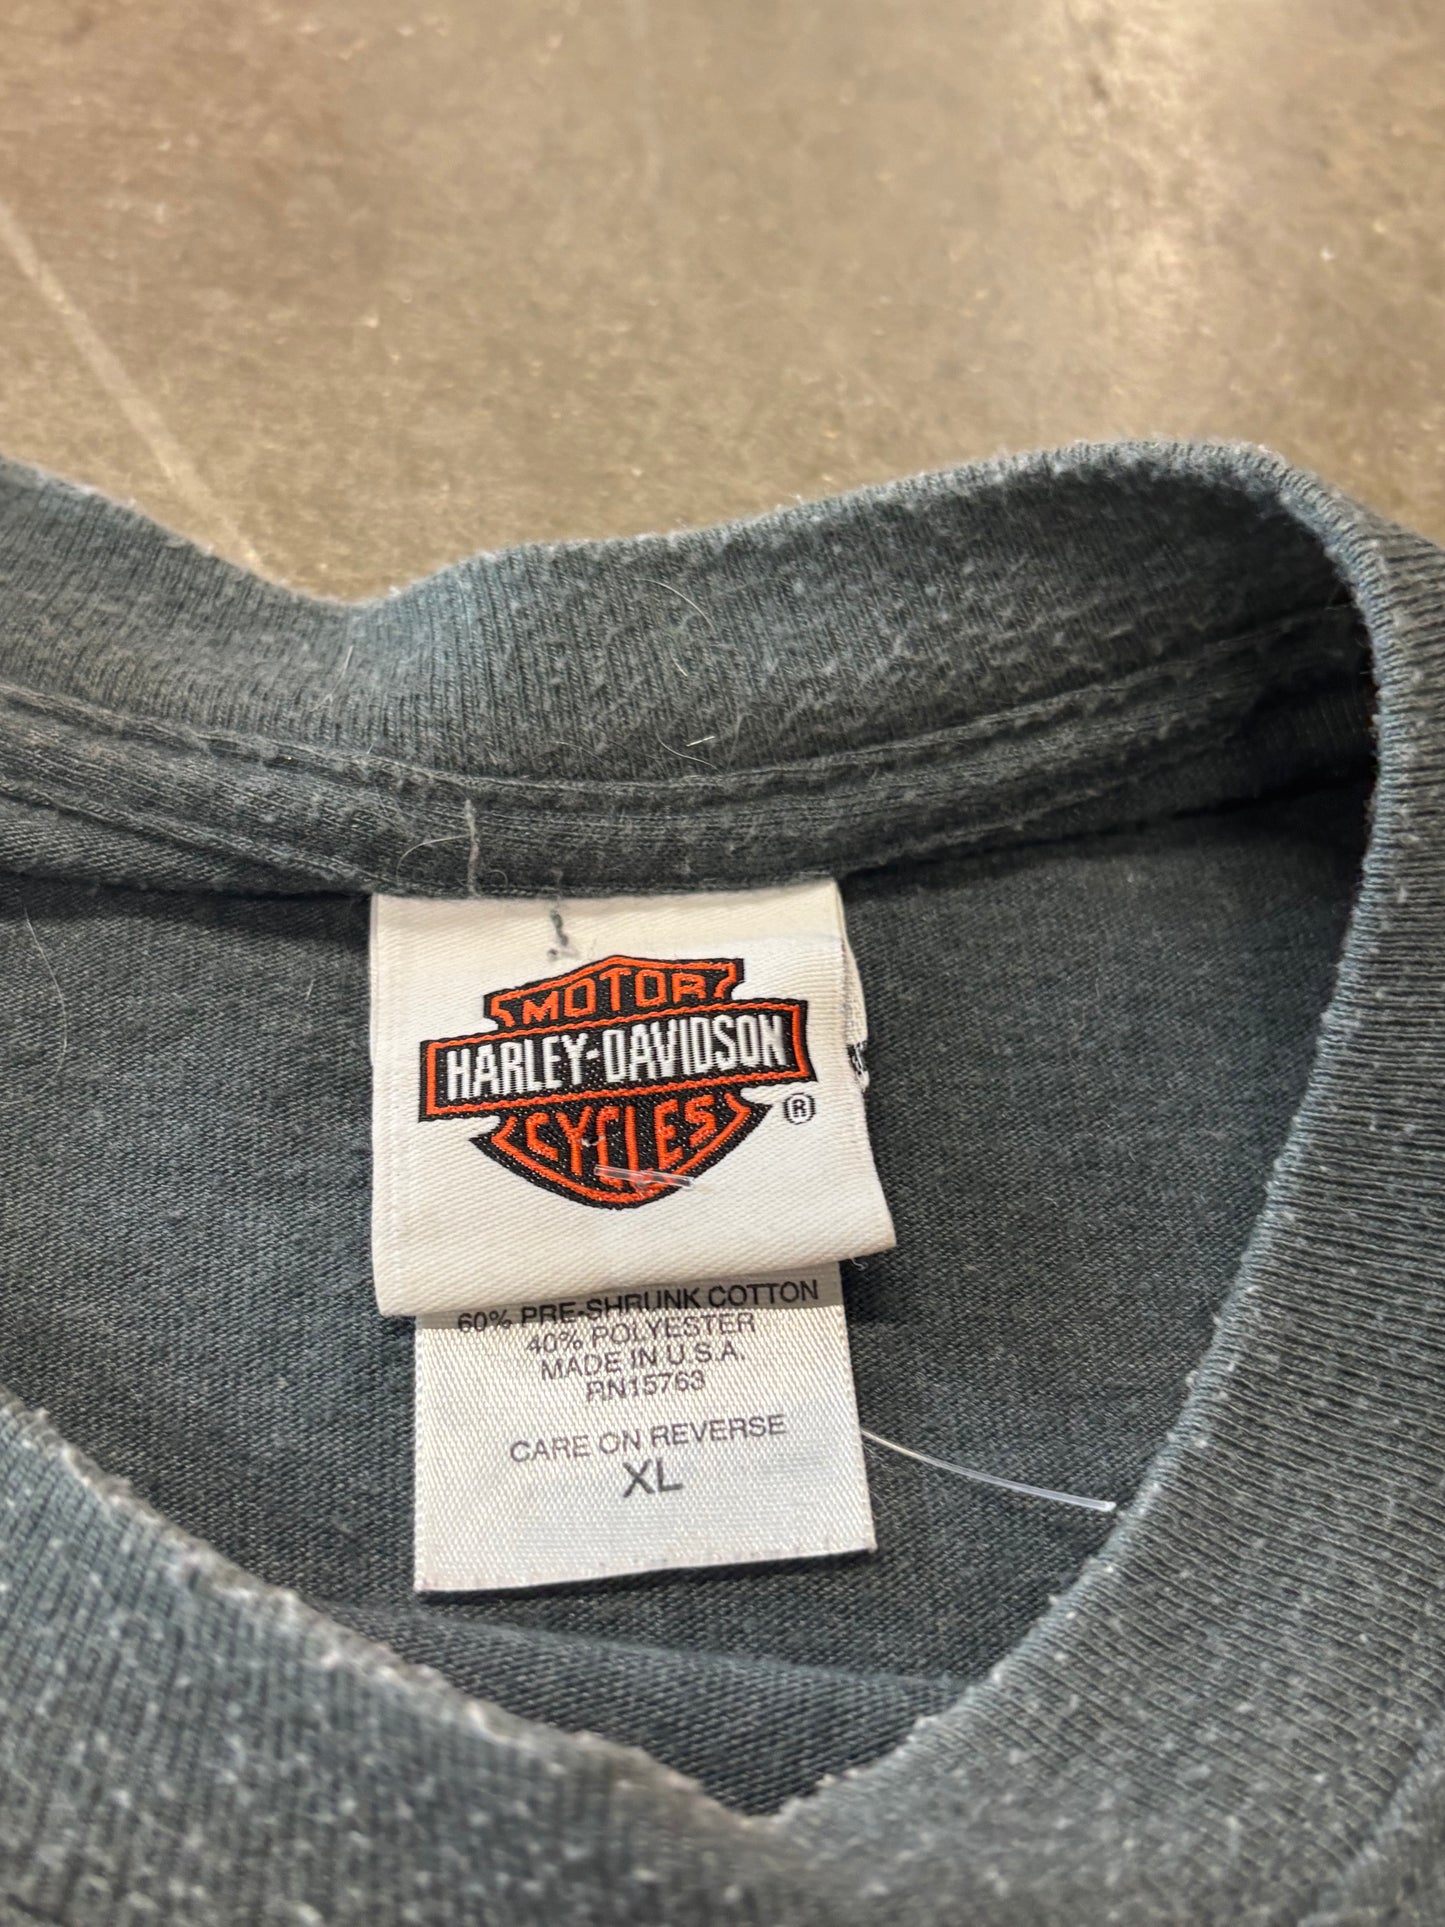 MOTOR
HARLEY-DAVIDSON
CYCLES
®
60% PRE-SHRUNK COTTON
40% POLYESTER
MADE IN U.S.A.
RN15763
CARE ON REVERSE
XL